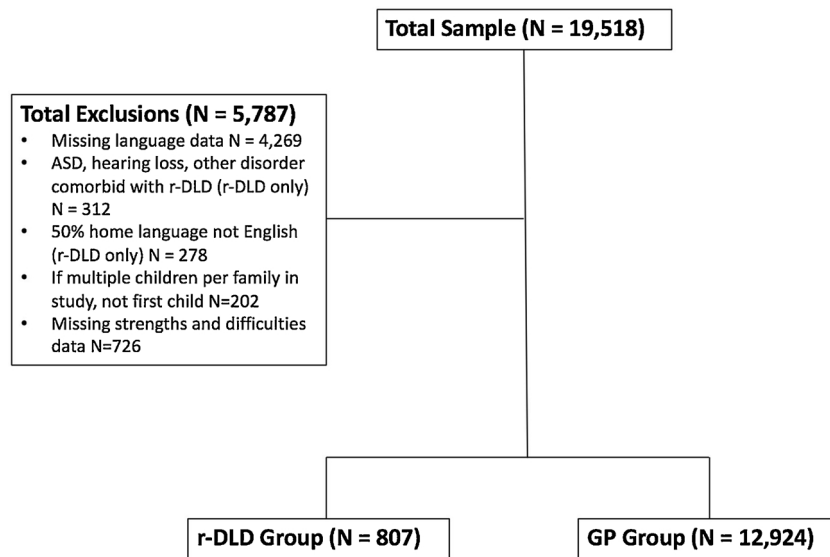 Total Sample (N = 19,518)
Total Exclusions (N = 5,787)
• Missing language data N = 4,269
• ASD, hearing loss, other disorder
comorbid with r-DLD (r-DLD only)
N = 312
• 50% home language not English
(r-DLD only) N = 278
• If multiple children per family in
study, not first child N=202
• Missing strengths and difficulties
data N=726
r-DLD Group (N = 807)
GP Group (N = 12,924)